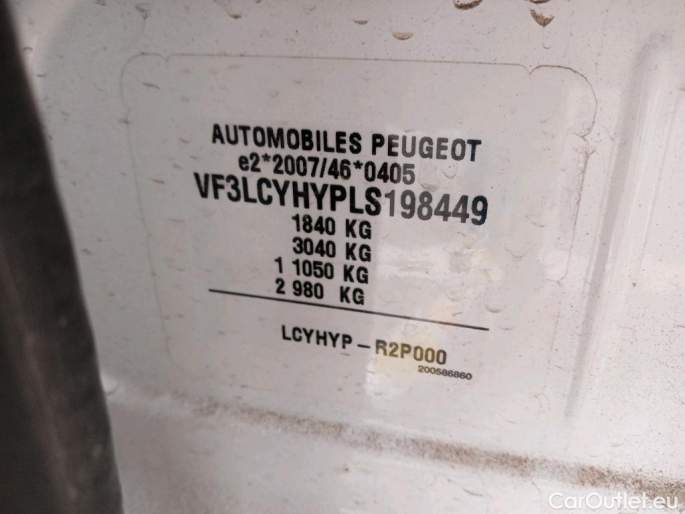 AUTOMOBILES PEUGEOT
e2*2007/46*0405
VF3LCYHYPLS198449
1840 KG
3040 KG
1 1050 KG
2 980 KG
LCYHYP - R2P000
200586860
CarOutlet.eu